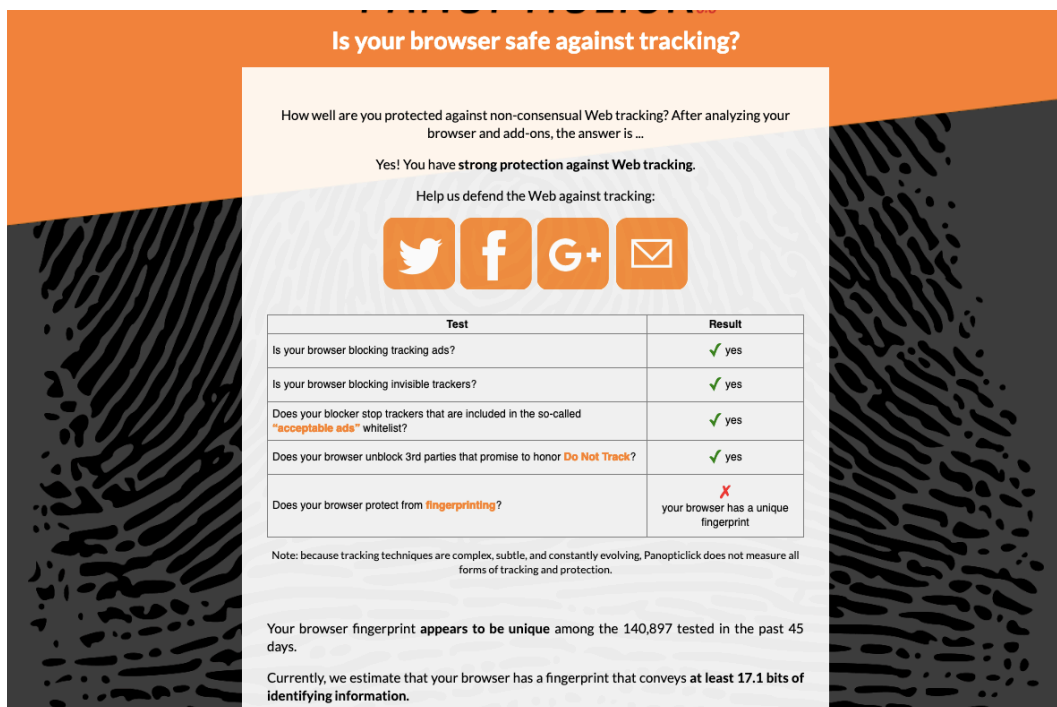 Is your browser safe against tracking?
How well are you protected against non-consensual Web tracking? After analyzing your
browser and add-ons, the answer is ...
Yes! You have strong protection against Web tracking.
Help us defend the Web against tracking:
G+
Test Result
Is your browser blocking tracking ads? ✓ yes
Is your browser blocking invisible trackers? ✓ yes
Does your blocker stop trackers that are included in the so-called
"acceptable ads" whitelist? ✓ yes
Does your browser unblock 3rd parties that promise to honor Do Not Track? ✓ yes
Does your browser protect from fingerprinting? ✗
your browser has a unique
fingerprint
Note: because tracking techniques are complex, subtle, and constantly evolving, Panopticlick does not measure all
forms of tracking and protection.
Your browser fingerprint appears to be unique among the 140,897 tested in the past 45
days.
Currently, we estimate that your browser has a fingerprint that conveys at least 17.1 bits of
identifying information.